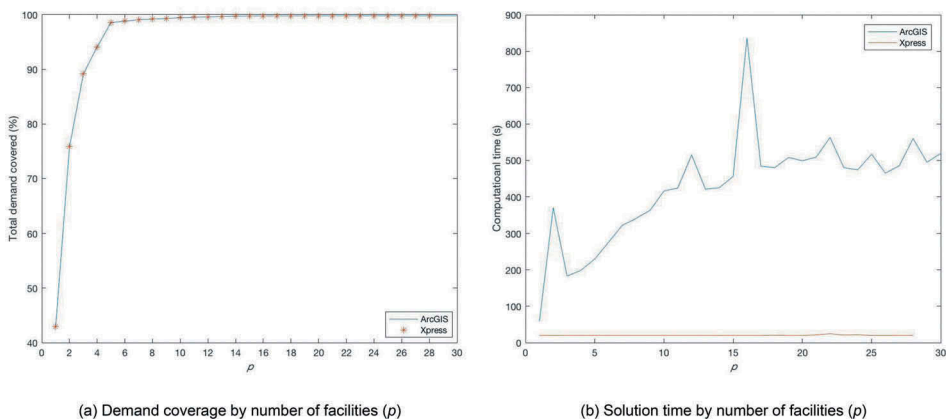 100
90
80
70
60
50
40
Total demand covered (%)
0 2 4 6 8 10 12 14 16 18 20 22 24 26 28 30
p
ArcGIS
Xpress
(a) Demand coverage by number of facilities (p)
900
800
700
600
500
400
300
200
100
0
Computatioanl time (s)
0 5 10 15 20 25 30
p
ArcGIS
Xpress
(b) Solution time by number of facilities (p)